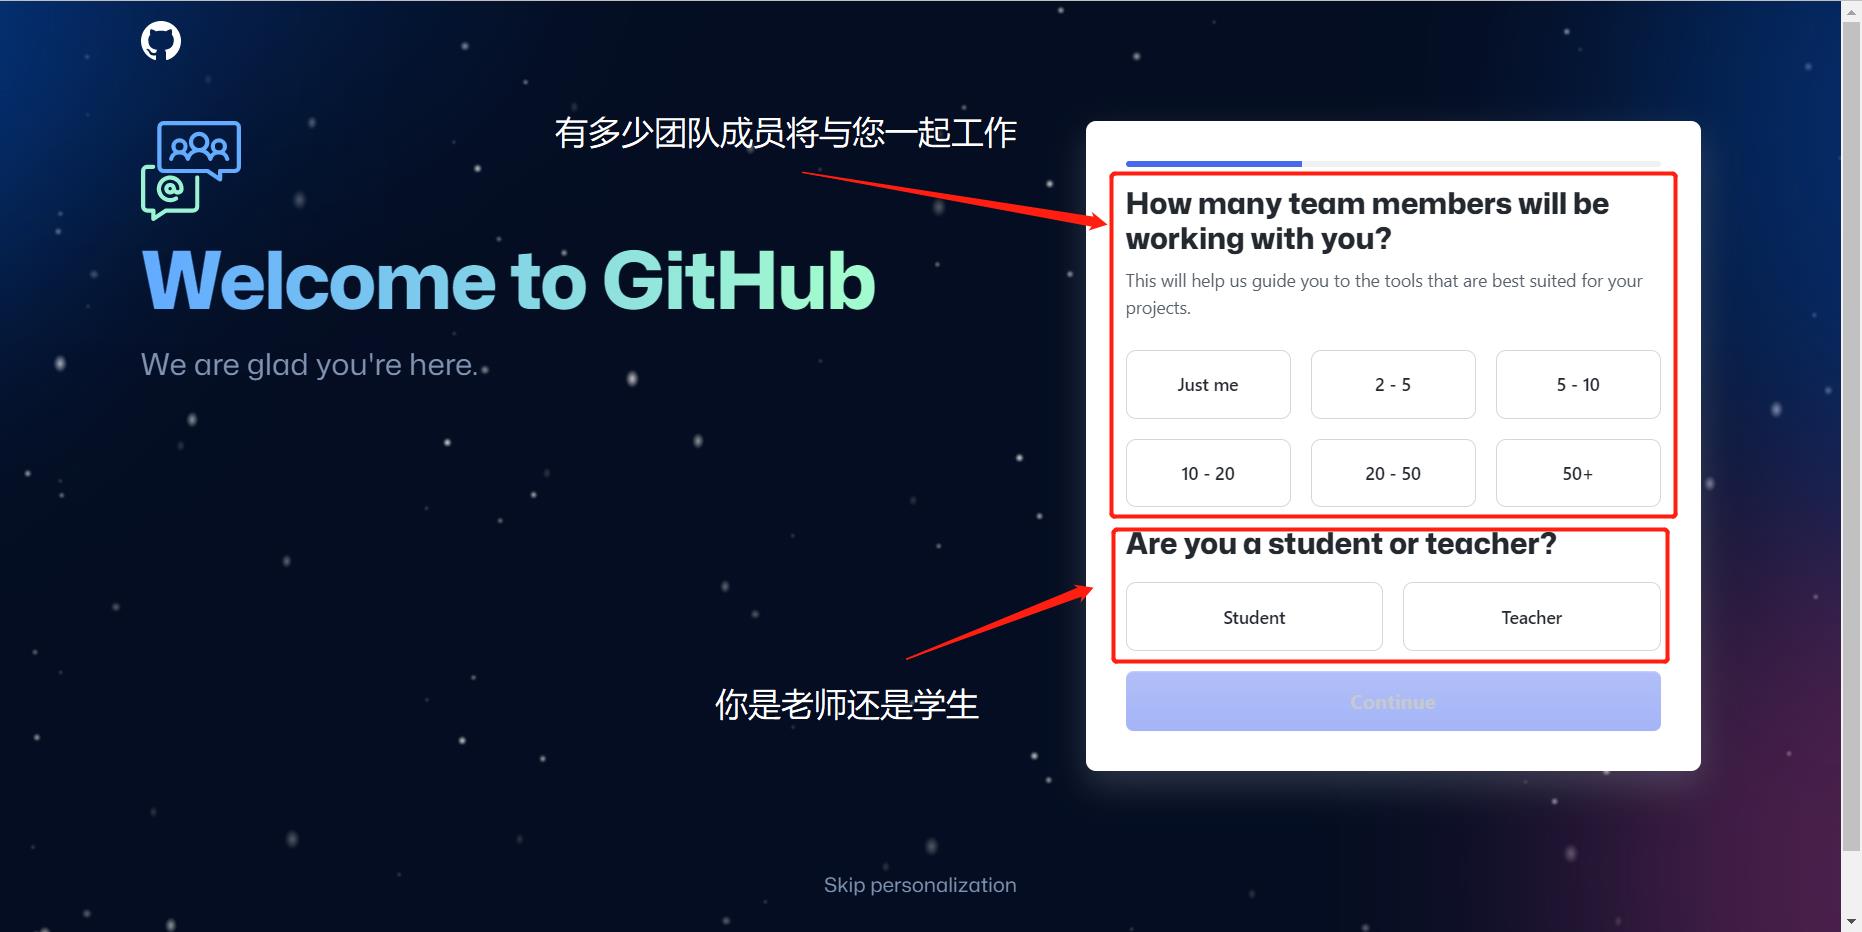 有多少团队成员将与您一起工作
@
Welcome to GitHub
We are glad you're here.
How many team members will be
working with you?
This will help us guide you to the tools that are best suited for your
projects.
Just me
2 - 5
5 - 10
10 - 20
20 - 50
50+
Are you a student or teacher?
Student
Teacher
你是老师还是学生
Continue
Skip personalization